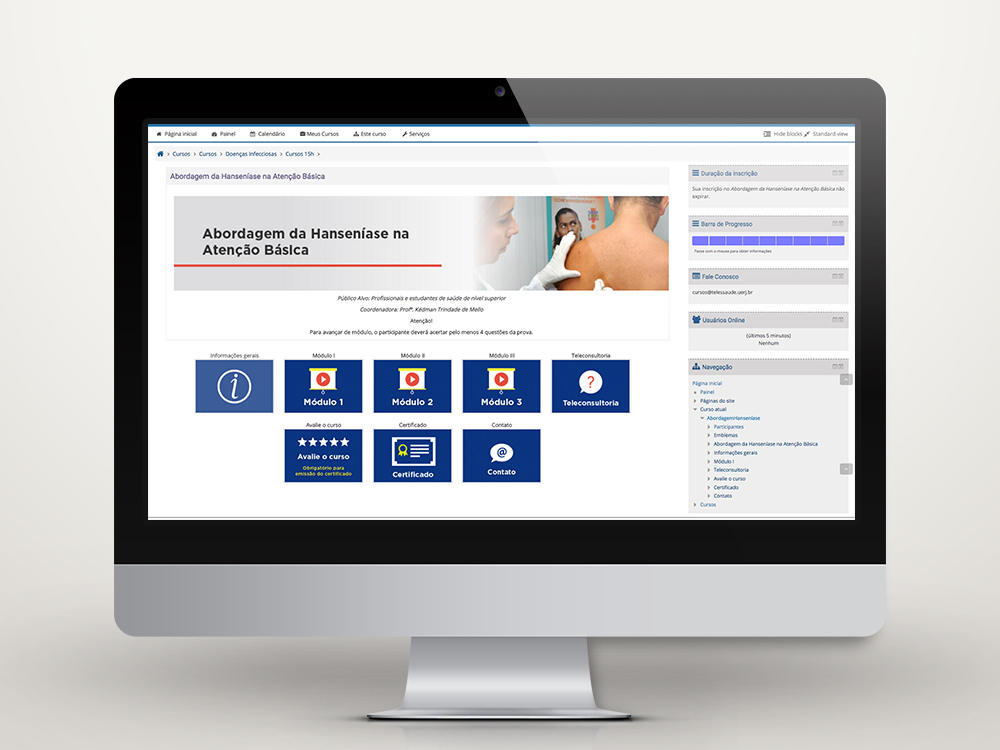 Página inicial Painel Calendário Meus Cursos Este curso Serviços
Hide blocks Standard view
Cursos Cursos Doenças Infecciosas Cursos 15h
Abordagem da Hanseníase na Atenção Básica
Abordagem da Hanseníase na
Atenção Básica
Público Alvo: Profissionais e estudantes de saúde de nível superior
Coordenadora: Profª. Kédman Trindade de Mello
Atenção!
Para avançar de módulo, o participante deverá acertar pelo menos 4 questões da prova.
Informações gerais
Módulo I
Módulo 1
Módulo II
Módulo 2
Módulo III
Módulo 3
Teleconsultoria
?
Teleconsultoria
Avalie o curso
Avalie o curso
Obrigatório para
emissão do certificado
Certificado
Certificado
Contato
@
Contato
Duração da inscrição
Sua inscrição no Abordagem da Hanseníase na Atenção Básica não
expirar.
Barra de Progresso
Passe com o mouse para obter informações
Fale Conosco
cursos@telessaude.uerj.br
Usuários Online
(últimos 5 minutos)
Nenhum
Navegação
Página inicial
Painel
Páginas do site
Curso atual
AbordagemHanseníase
Participantes
Emblemas
Abordagem da Hanseníase na Atenção Básica
Informações gerais
Módulo I
Teleconsultoria
Avalie o curso
Certificado
Contato
Cursos